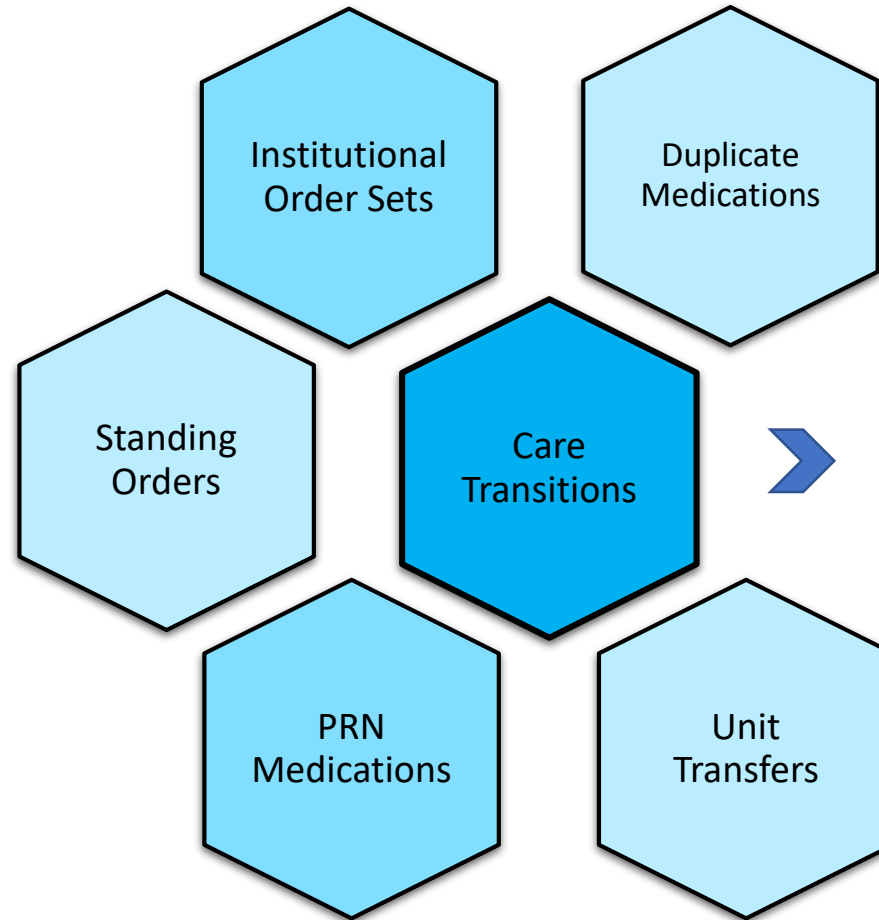 Institutional
Order Sets
Duplicate
Medications
Standing
Orders
Care
Transitions
PRN
Medications
Unit
Transfers